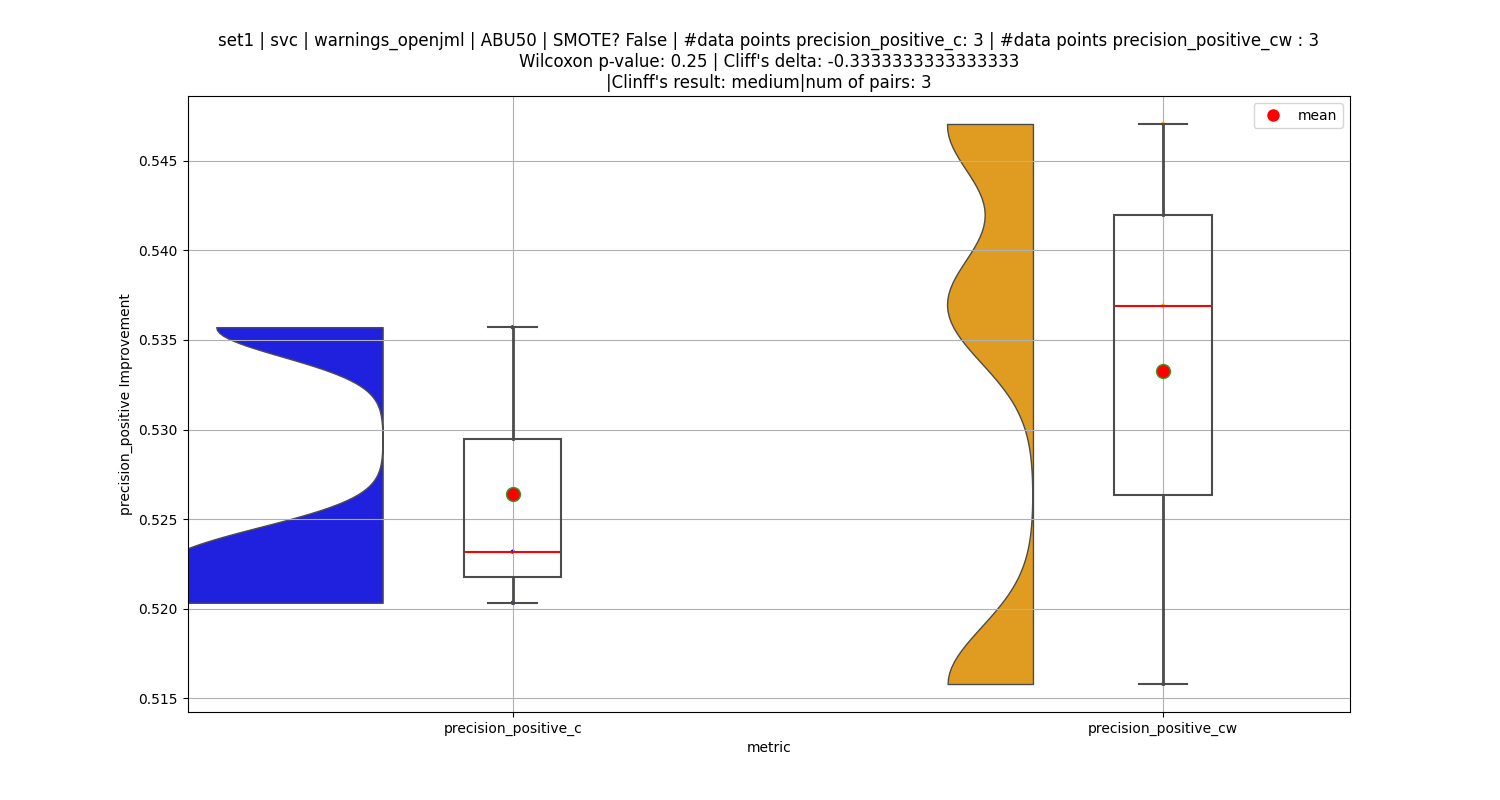 set1 | svc | warnings_openjml | ABU50 | SMOTE? False | #data points precision_positive_c: 3 | #data points precision_positive_cw : 3
Wilcoxon p-value: 0.25 | Cliff's delta: -0.3333333333333333
|Clinff's result: medium|num of pairs: 3
mean
0.545
0.540
0.535
0.530
0.525
0.520
0.515
precision_positive Improvement
precision_positive_c
precision_positive_cw
metric